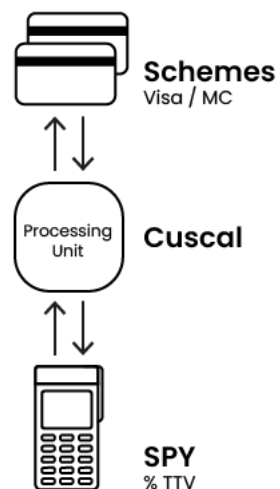 Schemes
Visa / MC
Processing
Unit
Cuscal
SPY
% TTV